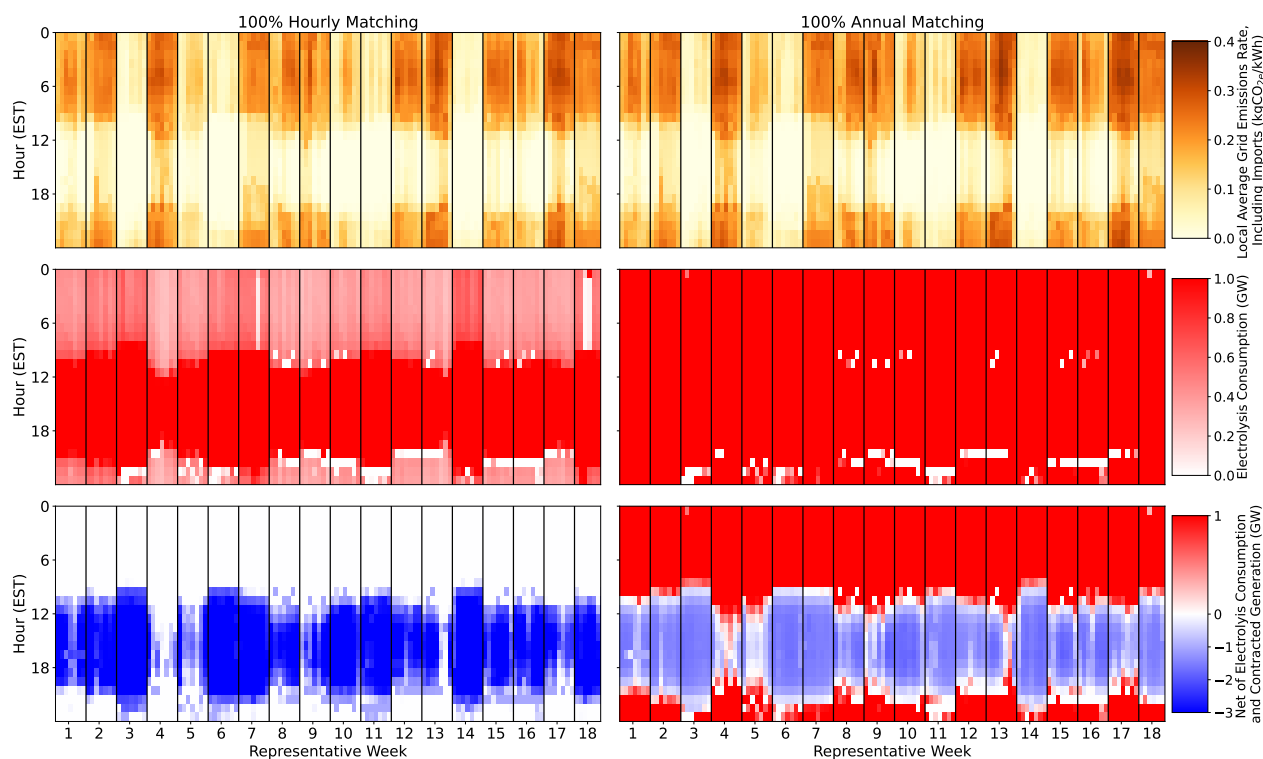 100% Hourly Matching
100% Annual Matching
0
6
12
18
Hour (EST)
0.4
0.3
0.2
0.1
0.0
Local Average Grid Emissions Rate,
Including Imports (kgCO₂ₑ/kWh)
0
6
12
18
Hour (EST)
1.0
0.8
0.6
0.4
0.2
0.0
Electrolysis Consumption (GW)
0
6
12
18
Hour (EST)
1
0
−1
−2
−3
Net of Electrolysis Consumption
and Contracted Generation (GW)
1 2 3 4 5 6 7 8 9 10 11 12 13 14 15 16 17 18
1 2 3 4 5 6 7 8 9 10 11 12 13 14 15 16 17 18
Representative Week
Representative Week